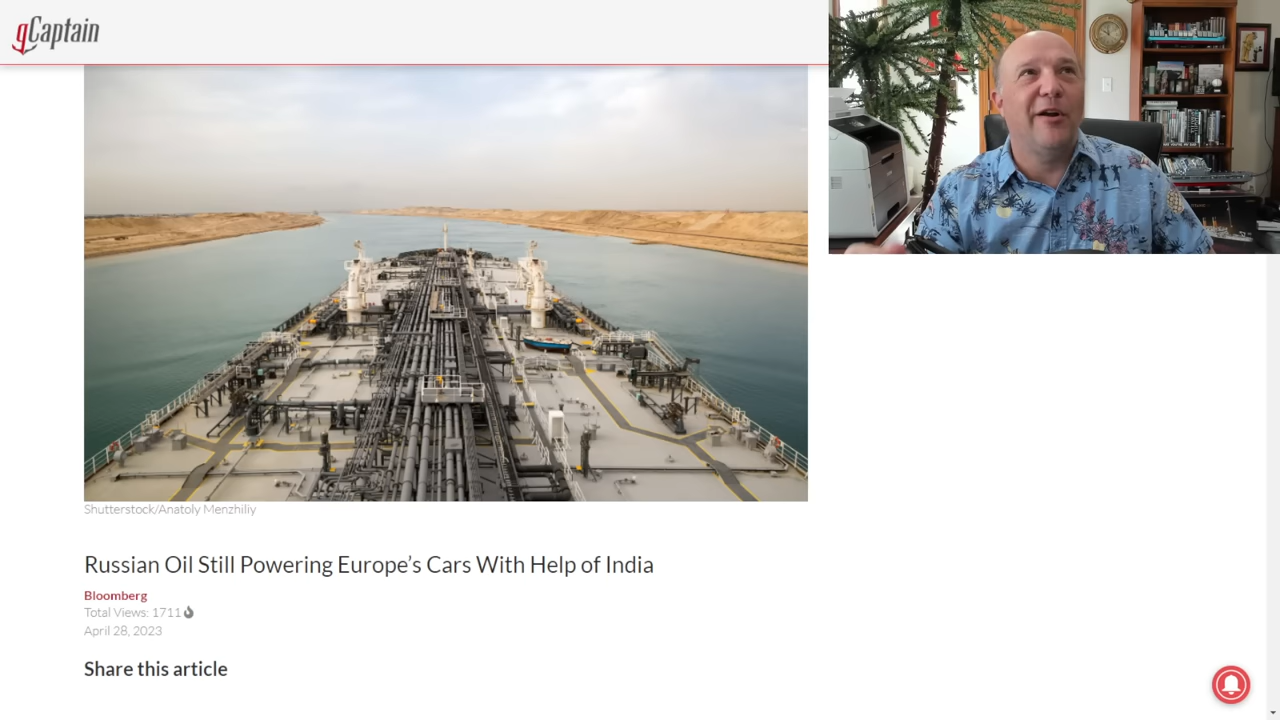 gCaptain
Shutterstock/Anatoly Menzhiliy
Russian Oil Still Powering Europe's Cars With Help of India
Bloomberg
Total Views: 1711
April 28, 2023
Share this article